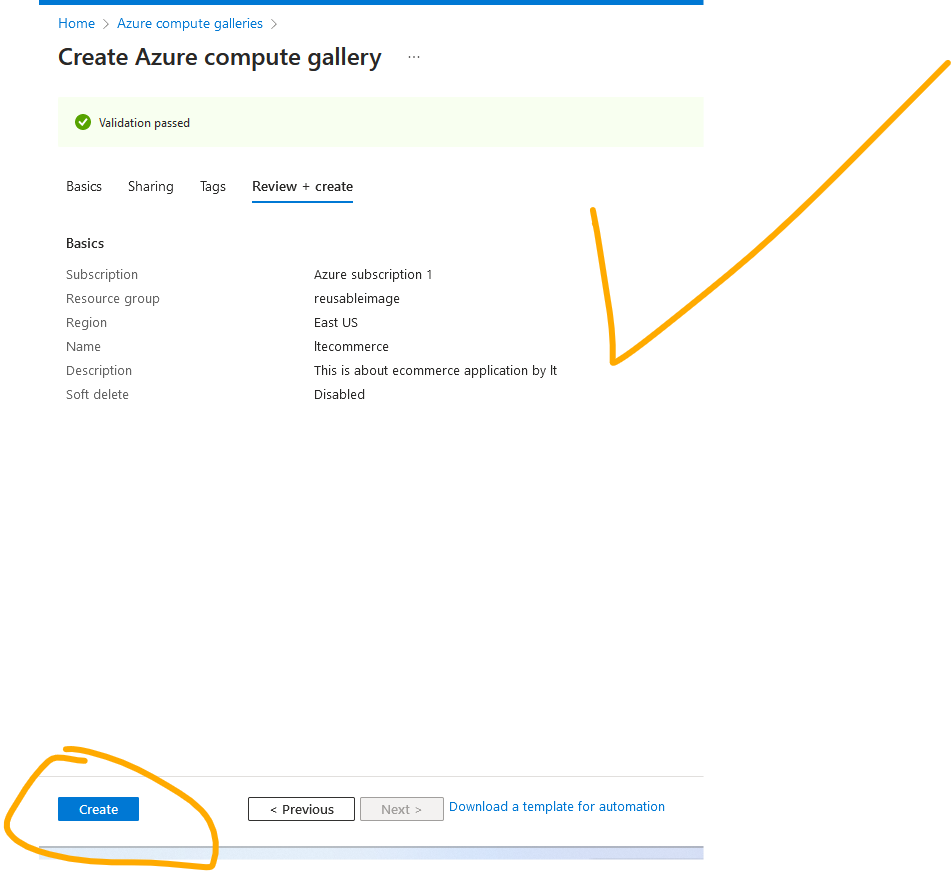 Home > Azure compute galleries >
Create Azure compute gallery ...
Validation passed
Basics Sharing Tags Review + create
Basics
Subscription Azure subscription 1
Resource group reusableimage
Region East US
Name ltecommerce
Description This is about ecommerce application by lt
Soft delete Disabled
Create < Previous Next > Download a template for automation